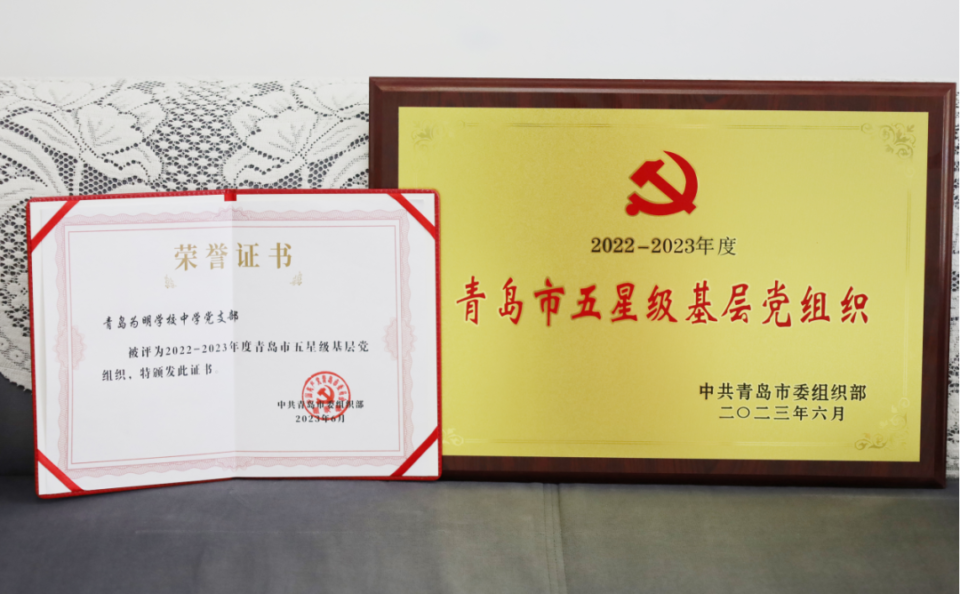 荣誉证书
青岛为明学校中学党支部
被评为2022-2023年度青岛市五星级基层党
组织、特颁发此证书
中共青岛市委组织部
2023年6月
2022-2023年度
青岛市五星级基层党组织
中共青岛市委组织部
二〇二三年六月